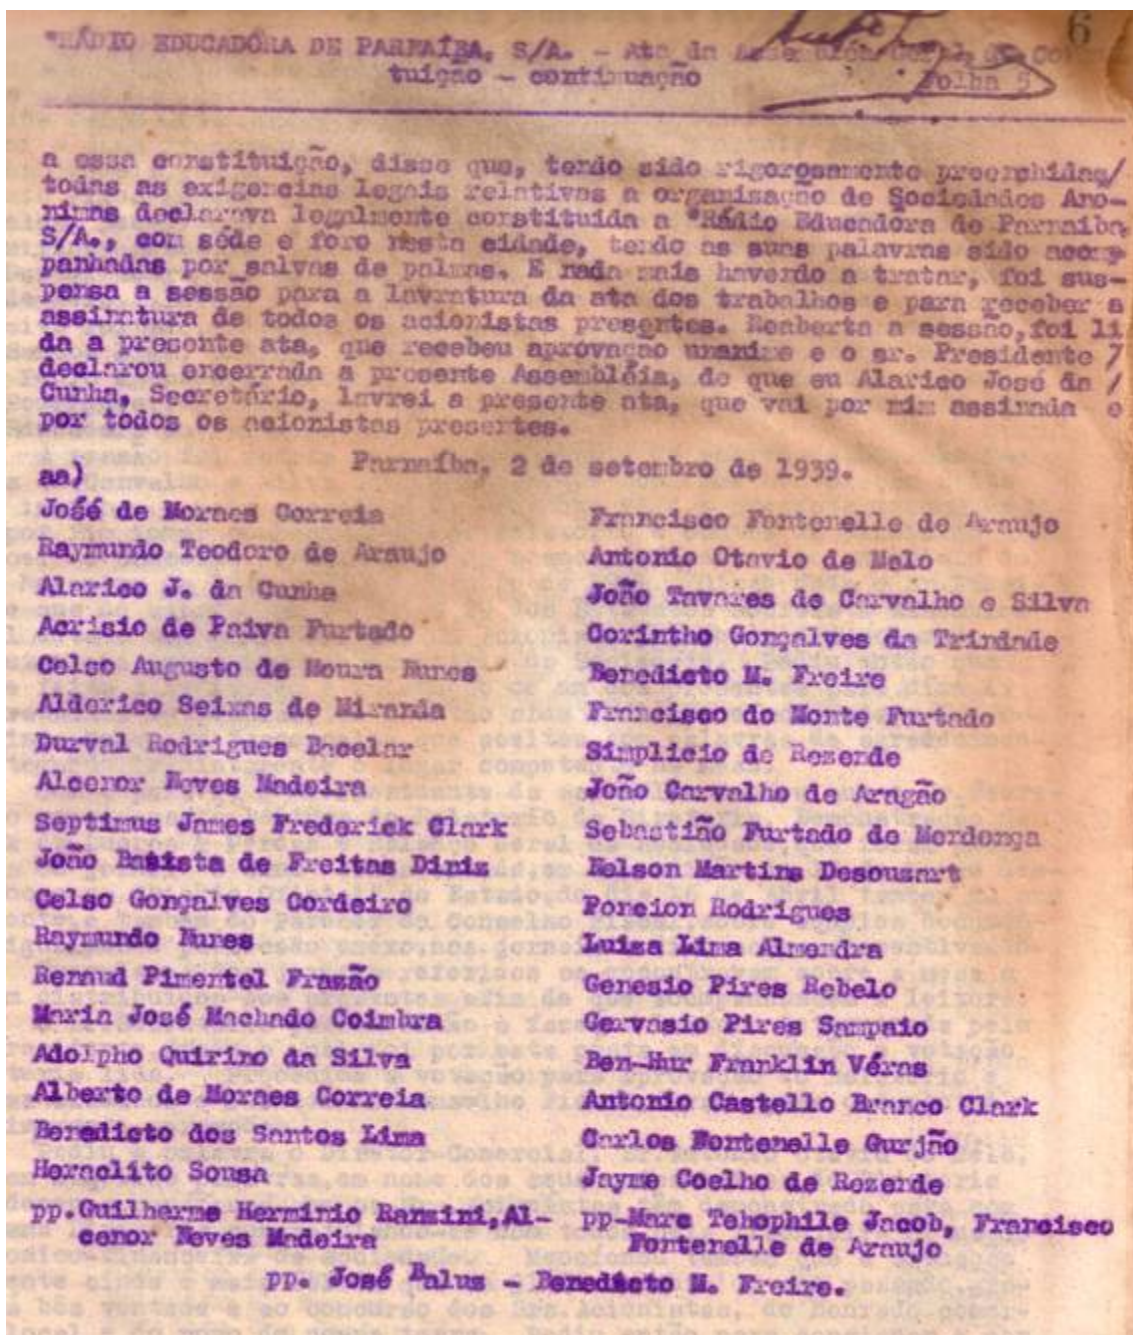 6
"RÁDIO EDUCADÓRA DE PARNAÍBA, S/A. - Ata da Assembléia Geral de
tuição - continuação
Folha 5
a essa constituição, disse que, tendo sido rigorosamente preenchidas/
todas as exigencias legais relativas a organisação de Sociedades Ano-
nimas declarava legalmente constituida a "Rádio Educadora de Parnaiba,
S/A., com séde e foro nesta cidade, tendo as suas palavras sido acom-
panhadas por salvas de palmas. E nada mais havendo a tratar, foi sus-
pensa a sessão para a lavratura da ata dos trabalhos e para receber a
assinatura de todos os acionistas presentes. Reaberta a sessão,foi li
da a presente ata, que recebeu aprovação unanime e o sr. Presidente /
declarou encerrada a presente Assembléia, de que eu Alarico José da /
Cunha, Secretário, lavrei a presente ata, que vai por mim assinada e
por todos os acionistas presentes.
Parnaíba, 2 de setembro de 1939.
aa)
José de Moraes Correia
Francisco Fontenelle de Araujo
Raymundo Teodoro de Araujo
Antonio Otavio de Melo
Alarico J. da Cunha
João Tavares de Carvalho e Silva
Acrisio de Paiva Furtado
Corintho Gonçalves da Trindade
Celso Augusto de Moura Nunes
Benedicto M. Freire
Alderico Seixas de Miranda
Francisco do Monte Furtado
Durval Rodrigues Bacelar
Simplicio de Rezende
Alcenor Neves Madeira
João Carvalho de Aragão
Septimus James Frederick Clark
Sebastião Furtado de Mendonça
João Batista de Freitas Diniz
Nelson Martins Desouzart
Celso Gonçalves Cordeiro
Foncion Rodrigues
Raymundo Nunes
Luiza Lima Almendra
Renaud Pimentel Frazão
Genesio Pires Rebelo
Maria José Machado Coimbra
Gervasio Pires Sampaio
Adolpho Quirino da Silva
Ben-Hur Franklin Véras
Alberto de Moraes Correia
Antonio Castello Branco Clark
Benedicto dos Santos Lima
Carlos Fontenelle Gurjão
Heraclito Sousa
Jayme Coelho de Rezende
pp.Guilherme Herminio Ranzini,Al-
cenor Neves Madeira
pp-Marc Tehophile Jacob, Francisco
Fontenelle de Araujo
pp. José Balus - Benedicto M. Freire.